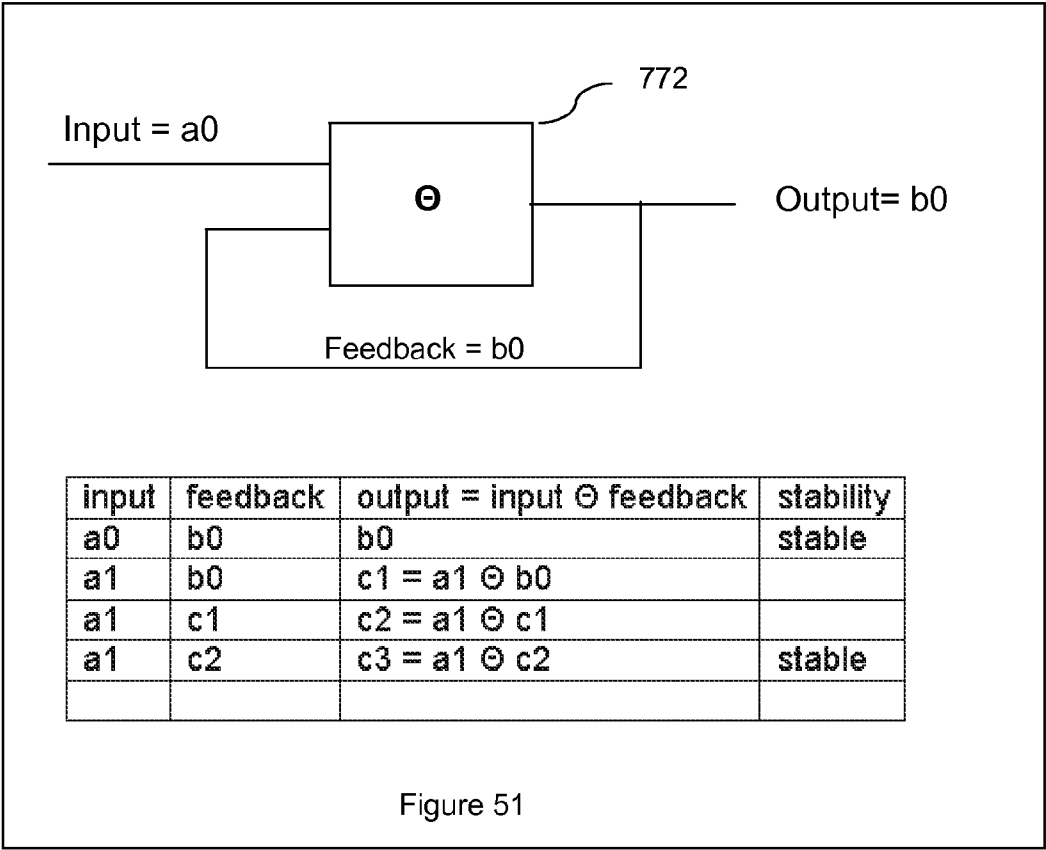 772
Input = a0
Θ
Output= b0
Feedback = b0
input feedback output = input Θ feedback stability
a0 b0 b0 stable
a1 b0 c1 = a1 Θ b0
a1 c1 c2 = a1 Θ c1
a1 c2 c3 = a1 Θ c2 stable
Figure 51